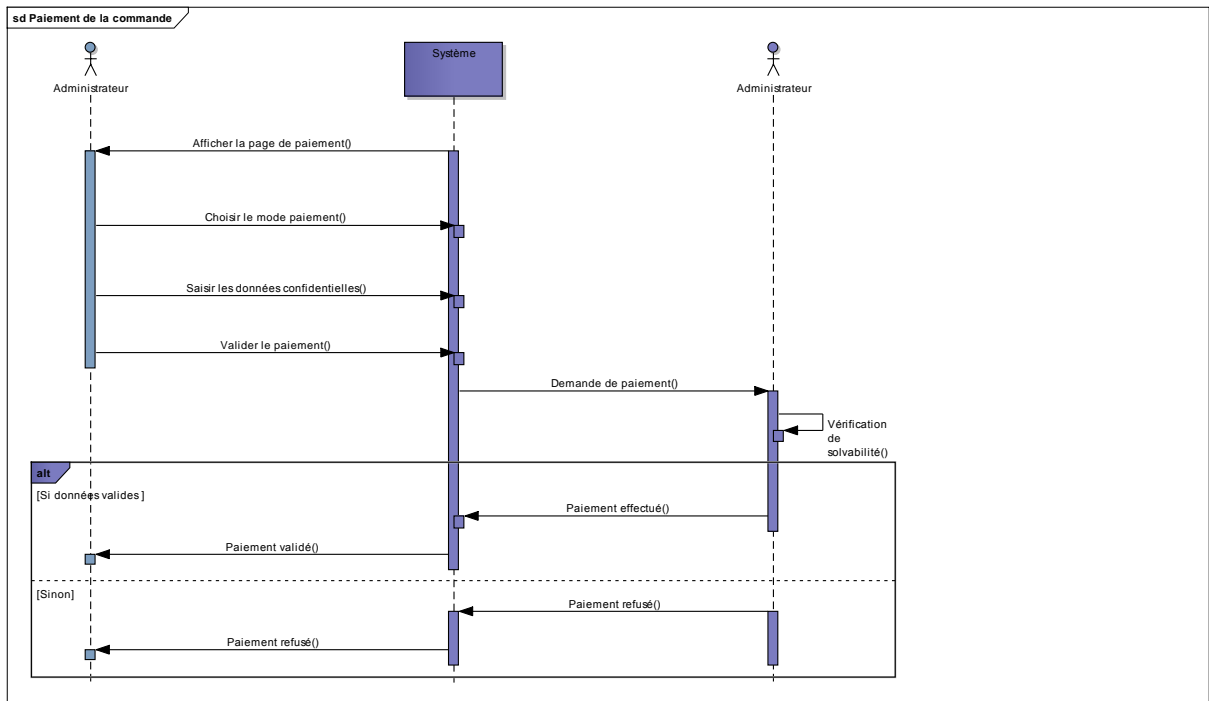 sd Paiement de la commande
Administrateur
Système
Administrateur
Afficher la page de paiement()
Choisir le mode paiement()
Saisir les données confidentielles()
Valider le paiement()
Demande de paiement()
Vérification
de
solvabilité()
alt
[Si données valides ]
Paiement effectué()
Paiement validé()
[Sinon]
Paiement refusé()
Paiement refusé()